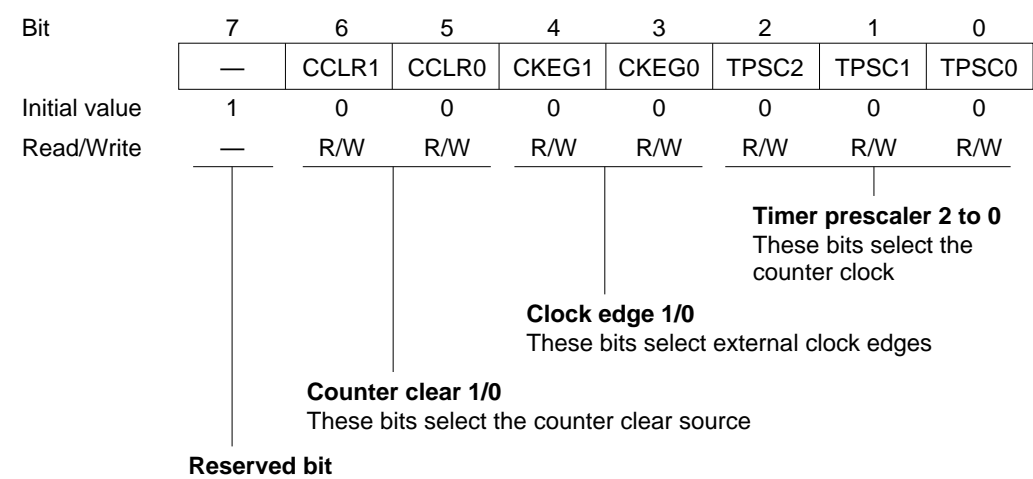 Bit 7 6 5 4 3 2 1 0
— CCLR1 CCLR0 CKEG1 CKEG0 TPSC2 TPSC1 TPSC0
Initial value 1 0 0 0 0 0 0 0
Read/Write — R/W R/W R/W R/W R/W R/W R/W
Timer prescaler 2 to 0
These bits select the
counter clock
Clock edge 1/0
These bits select external clock edges
Counter clear 1/0
These bits select the counter clear source
Reserved bit